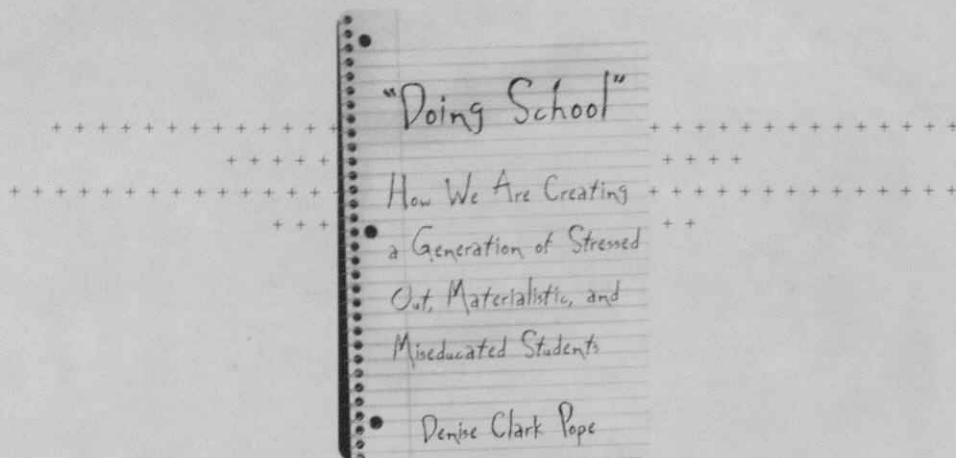 "Doing School"
How We Are Creating
a Generation of Stressed
Out, Materialistic, and
Miseducated Students
Denise Clark Pope